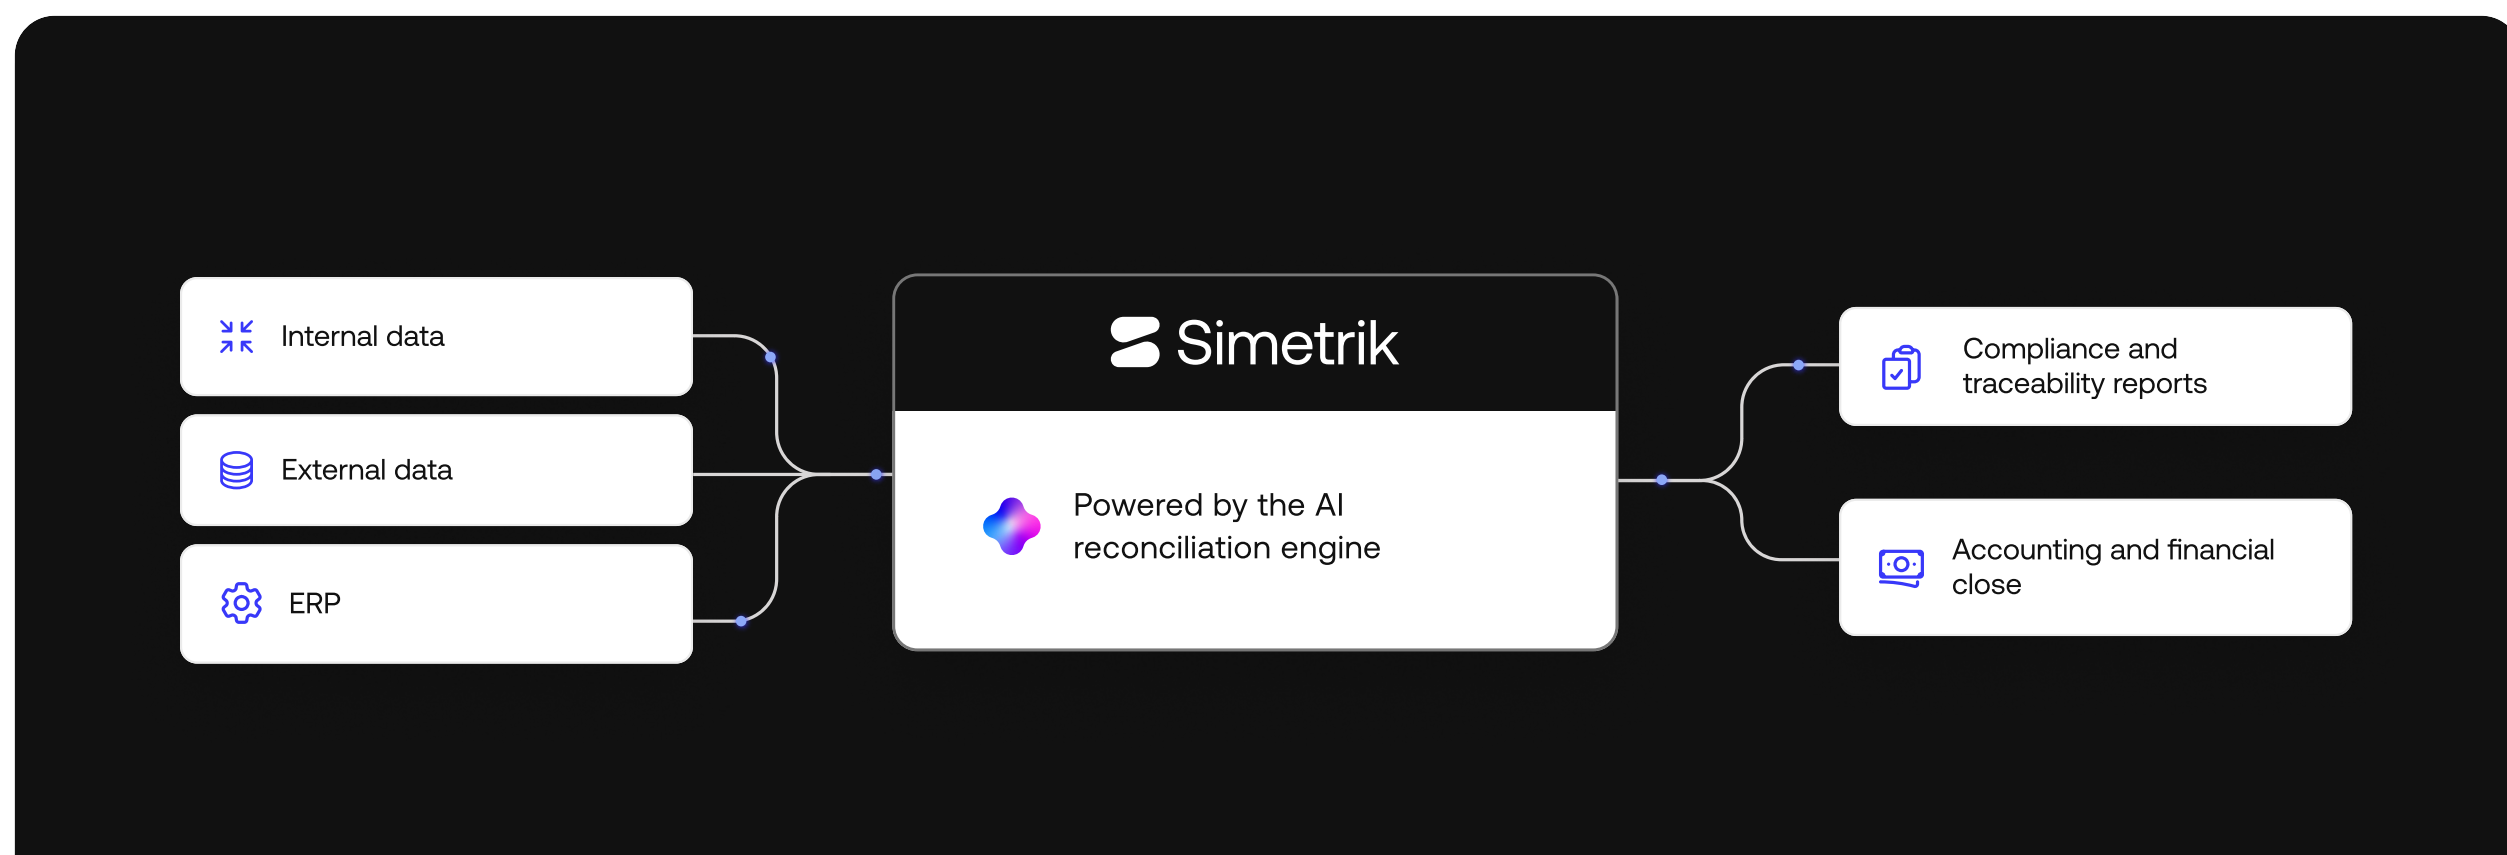 Internal data
External data
ERP
Simetrik
Powered by the AI
reconciliation engine
Compliance and
traceability reports
Accounting and financial
close